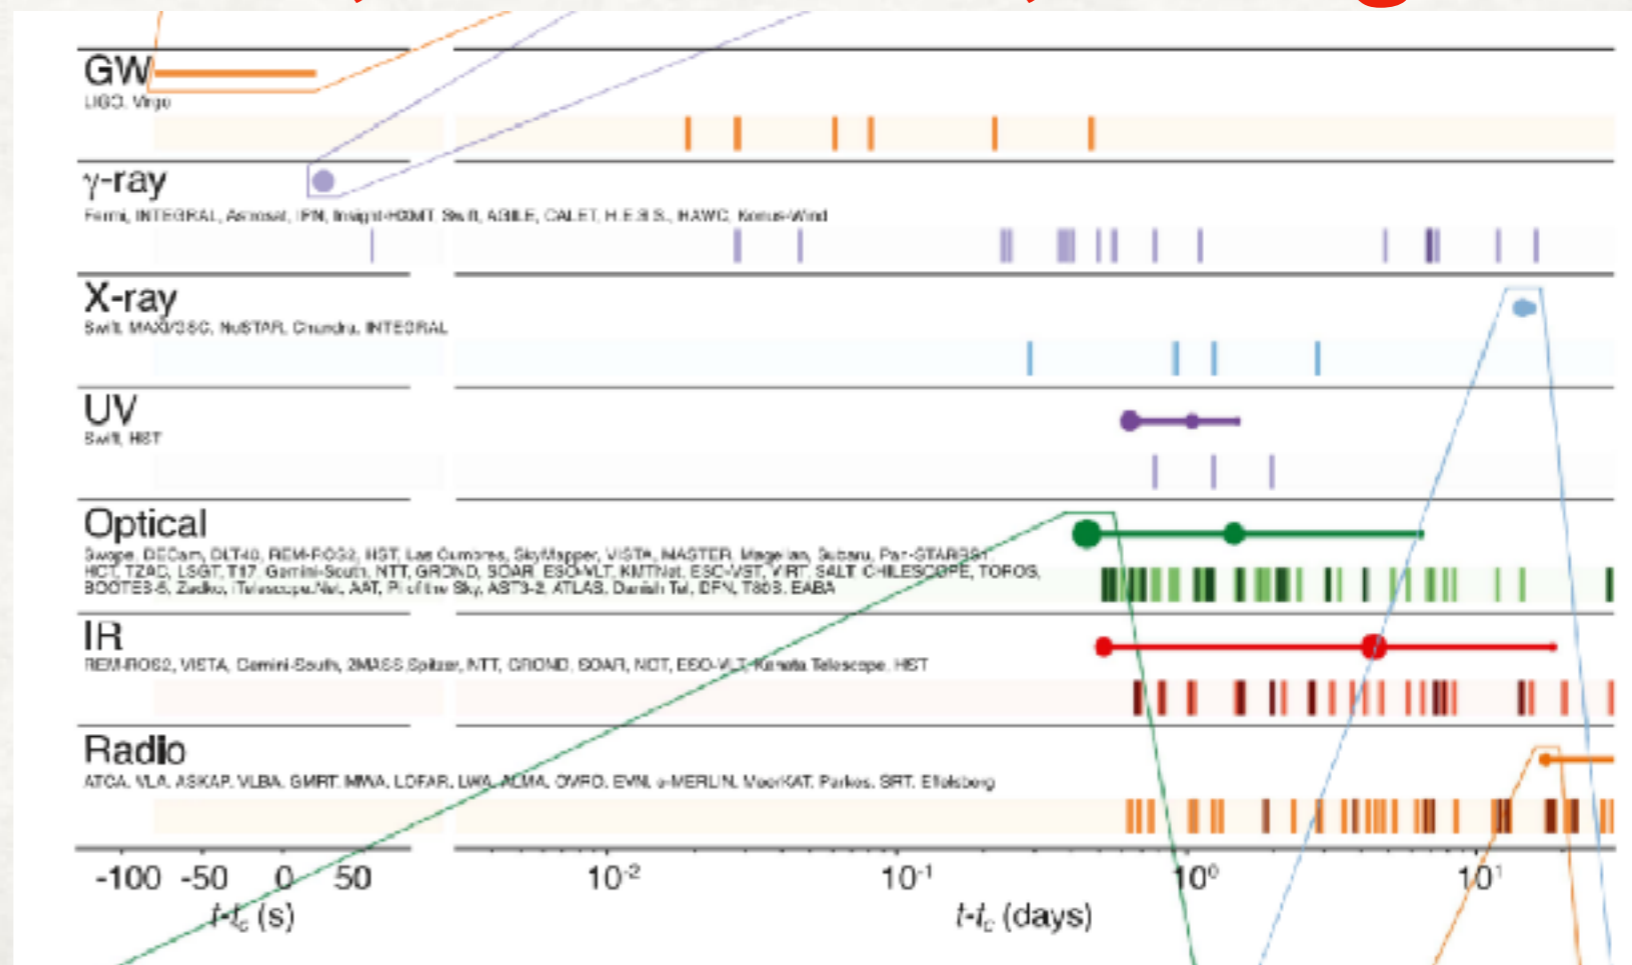 GW
LIGO, Virgo
γ-ray
Fermi, INTEGRAL, Astrosat, IPN, Insight-HXMT, Swift, AGILE, CALET, H.E.S.S., HAWC, Konus-Wind
X-ray
Swift, MAXI/GSC, NuSTAR, Chandra, INTEGRAL
UV
Swift, HST
Optical
Swope, DECam, DLT40, REM-ROS2, HST, Las Cumbres, SkyMapper, VISTA, MASTER, Magellan, Subaru, Pan-STARRS1,
HCT, TZAC, LSGT, T17, Gemini-South, NTT, GROND, SOAR, ESO-VLT, KMTNet, ESO-VST, VIRT, SALT, CHILESCOPE, TOROS,
BOOTES-5, Zadko, iTelescope.Net, AAT, Pi of the Sky, AST3-2, ATLAS, Danish Tel, DFN, T80S, EABA
IR
REM-ROS2, VISTA, Gemini-South, 2MASS,Spitzer, NTT, GROND, SOAR, NOT, ESO-VLT, Kanata Telescope, HST
Radio
ATCA, VLA, ASKAP, VLBA, GMRT, MWA, LOFAR, LWA, ALMA, OVRO, EVN, e-MERLIN, MeerKAT, Parkes, SRT, Effelsberg
-100 -50 0 50 10⁻² 10⁻¹ 10⁰ 10¹
t-t꜀ (s) t-t꜀ (days)